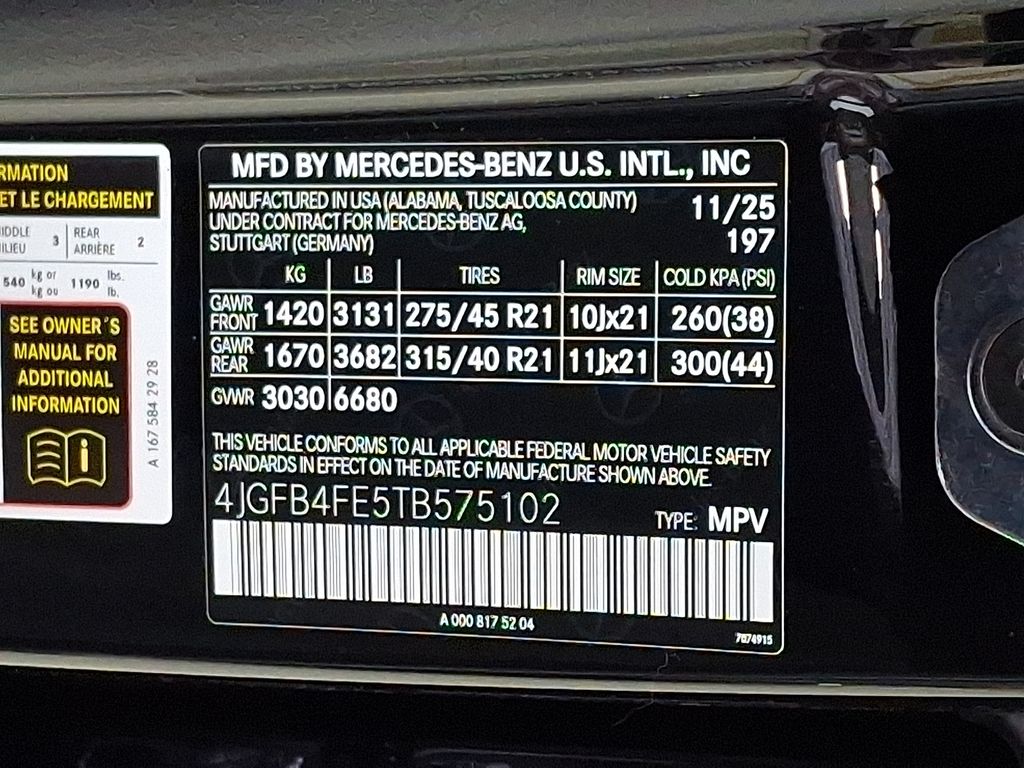 RMATION
ET LE CHARGEMENT
IDDLE 3 REAR 2
ILIEU ARRIÈRE
540 kg or 1190 lbs.
kg ou lb.
SEE OWNER´S
MANUAL FOR
ADDITIONAL
INFORMATION
A 167 584 29 28
MFD BY MERCEDES-BENZ U.S. INTL., INC
MANUFACTURED IN USA (ALABAMA, TUSCALOOSA COUNTY) 11/25
UNDER CONTRACT FOR MERCEDES-BENZ AG,
STUTTGART (GERMANY) 197
KG LB TIRES RIM SIZE COLD KPA (PSI)
GAWR FRONT 1420 3131 275/45 R21 10Jx21 260(38)
GAWR REAR 1670 3682 315/40 R21 11Jx21 300(44)
GVWR 3030 6680
THIS VEHICLE CONFORMS TO ALL APPLICABLE FEDERAL MOTOR VEHICLE SAFETY
STANDARDS IN EFFECT ON THE DATE OF MANUFACTURE SHOWN ABOVE.
4JGFB4FE5TB575102
TYPE: MPV
A 000 817 52 04
7074915